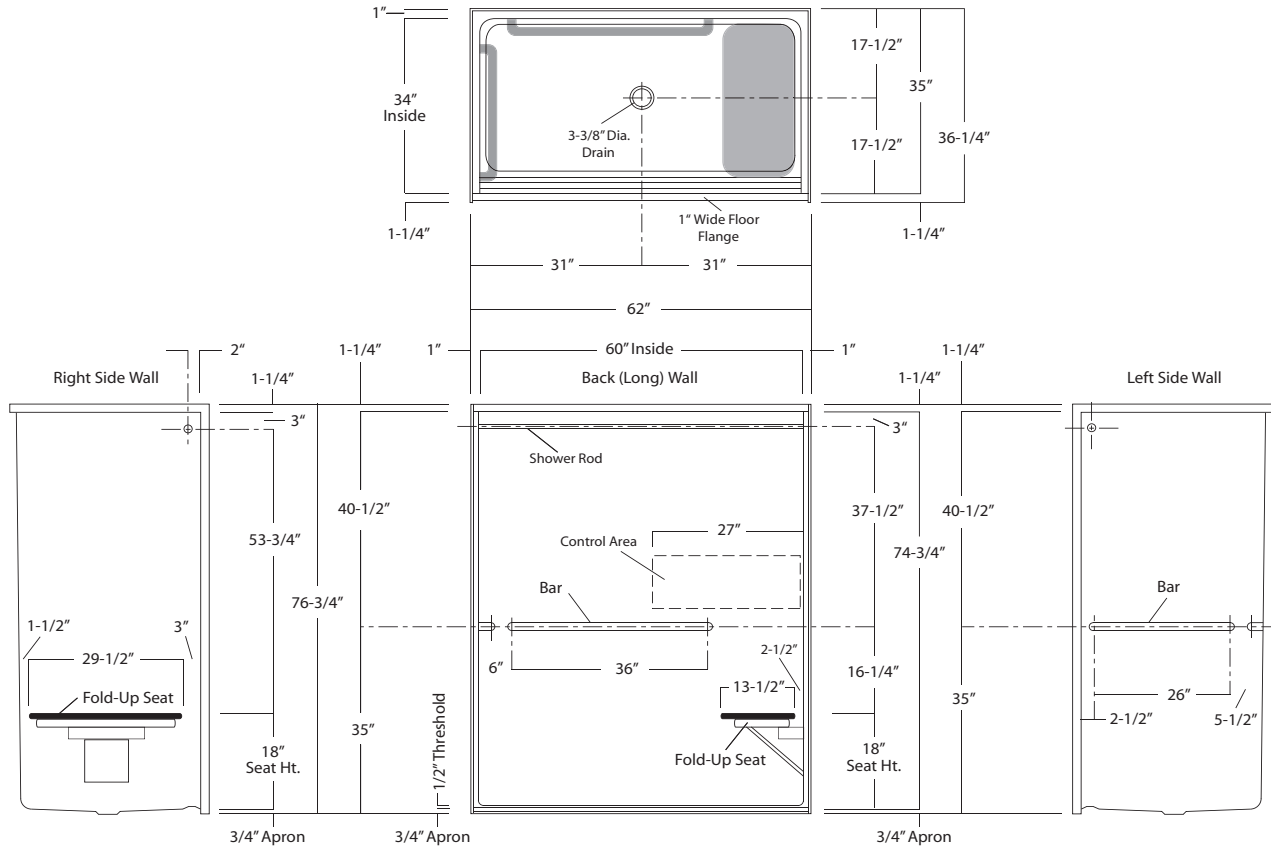 1”
17-1/2”
34”
Inside
35”
3-3/8” Dia.
Drain
17-1/2”
36-1/4”
1-1/4”
1“ Wide Floor
Flange
1-1/4”
31”
31”
62”
2“
1-1/4”
1”
60” Inside
1”
1-1/4”
Right Side Wall
1-1/4”
Back (Long) Wall
1-1/4”
Left Side Wall
3“
3“
Shower Rod
40-1/2”
37-1/2”
40-1/2”
53-3/4”
27”
Control Area
74-3/4”
76-3/4”
Bar
Bar
1-1/2”
3”
29-1/2”
6”
36”
2-1/2”
16-1/4”
Fold-Up Seat
13-1/2”
26”
35”
2-1/2”
5-1/2”
35”
1/2” Threshold
18”
Seat Ht.
Fold-Up Seat
18”
Seat Ht.
3/4” Apron
3/4” Apron
3/4” Apron